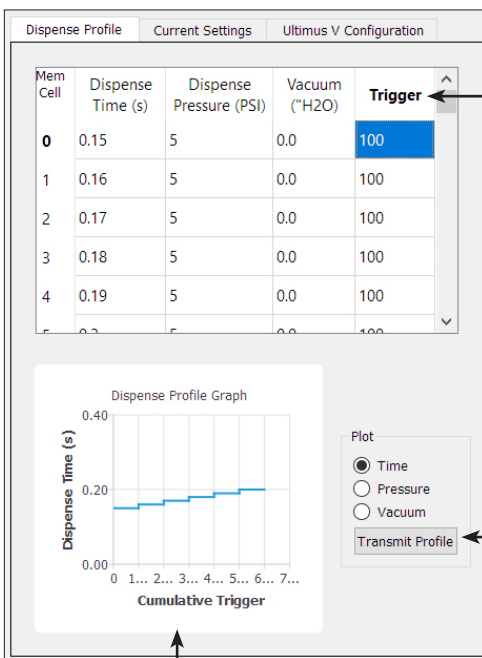 Dispense Profile Current Settings Ultimus V Configuration
Mem Cell Dispense Time (s) Dispense Pressure (PSI) Vacuum ("H2O) Trigger
0 0.15 5 0.0 100
1 0.16 5 0.0 100
2 0.17 5 0.0 100
3 0.18 5 0.0 100
4 0.19 5 0.0 100
Dispense Profile Graph
0.40
0.20
0.00
Dispense Time (s)
0 1... 2... 3... 4... 5... 6... 7...
Cumulative Trigger
Plot
Time
Pressure
Vacuum
Transmit Profile